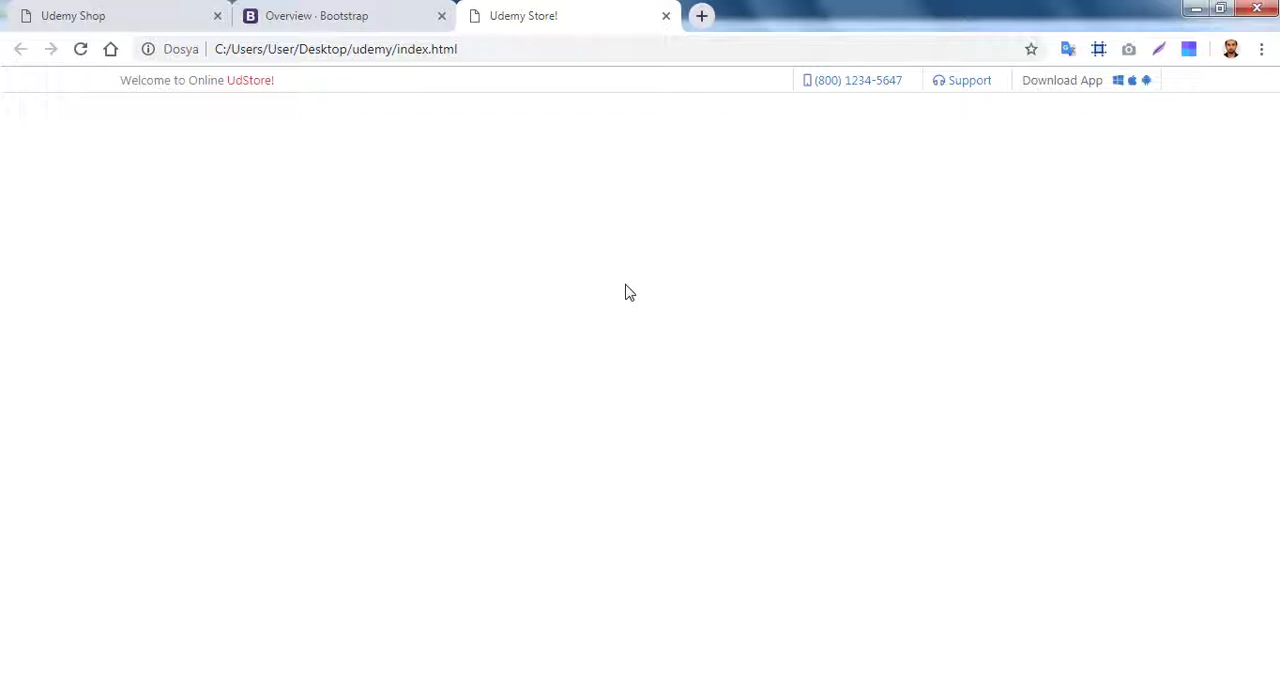 Udemy Shop
Overview · Bootstrap
Udemy Store!
Dosya
C:/Users/User/Desktop/udemy/index.html
Welcome to Online UdStore!
(800) 1234-5647
Support
Download App